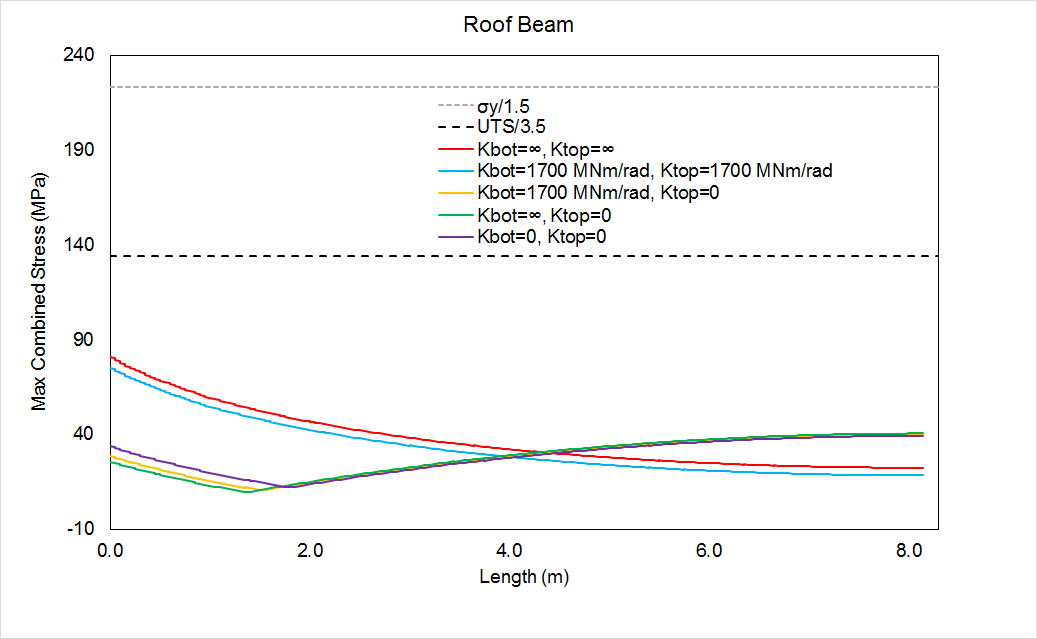 Roof Beam
240
190
140
90
40
-10
Max Combined Stress (MPa)
σy/1.5
UTS/3.5
Kbot=∞, Ktop=∞
Kbot=1700 MNm/rad, Ktop=1700 MNm/rad
Kbot=1700 MNm/rad, Ktop=0
Kbot=∞, Ktop=0
Kbot=0, Ktop=0
0.0 2.0 4.0 6.0 8.0
Length (m)